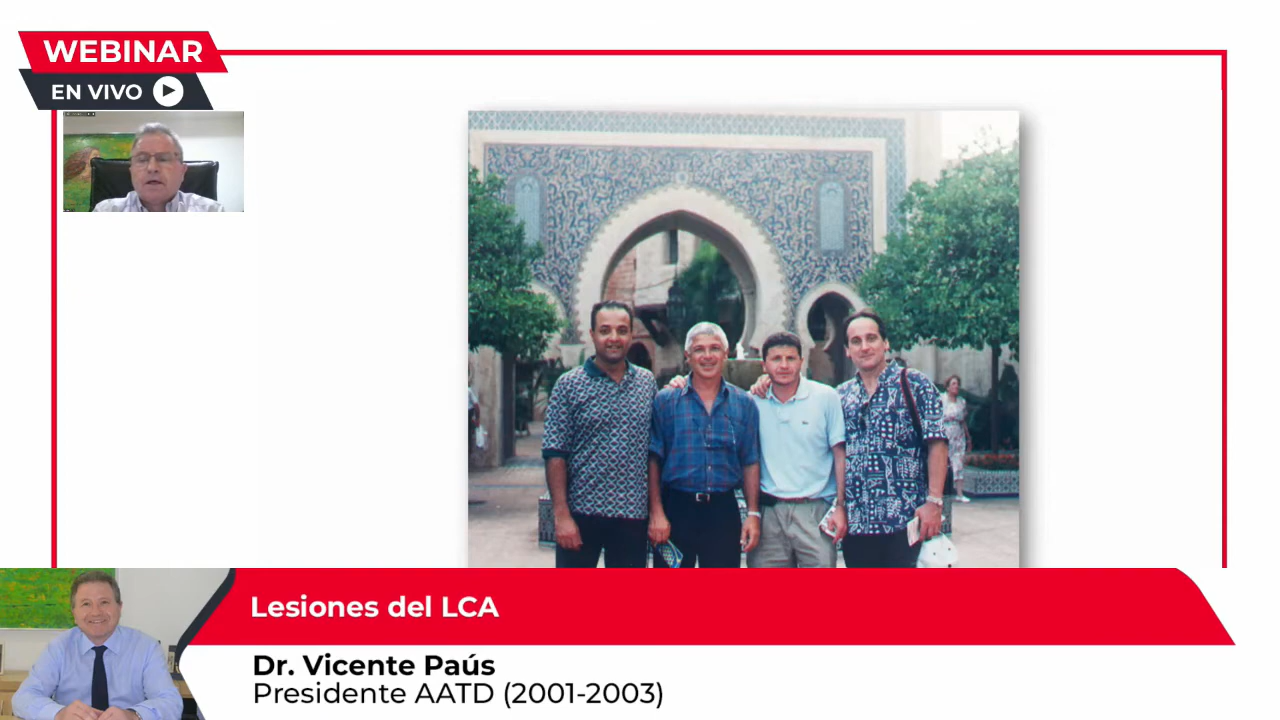 WEBINAR
EN VIVO
Lesiones del LCA
Dr. Vicente Paús
Presidente AATD (2001-2003)